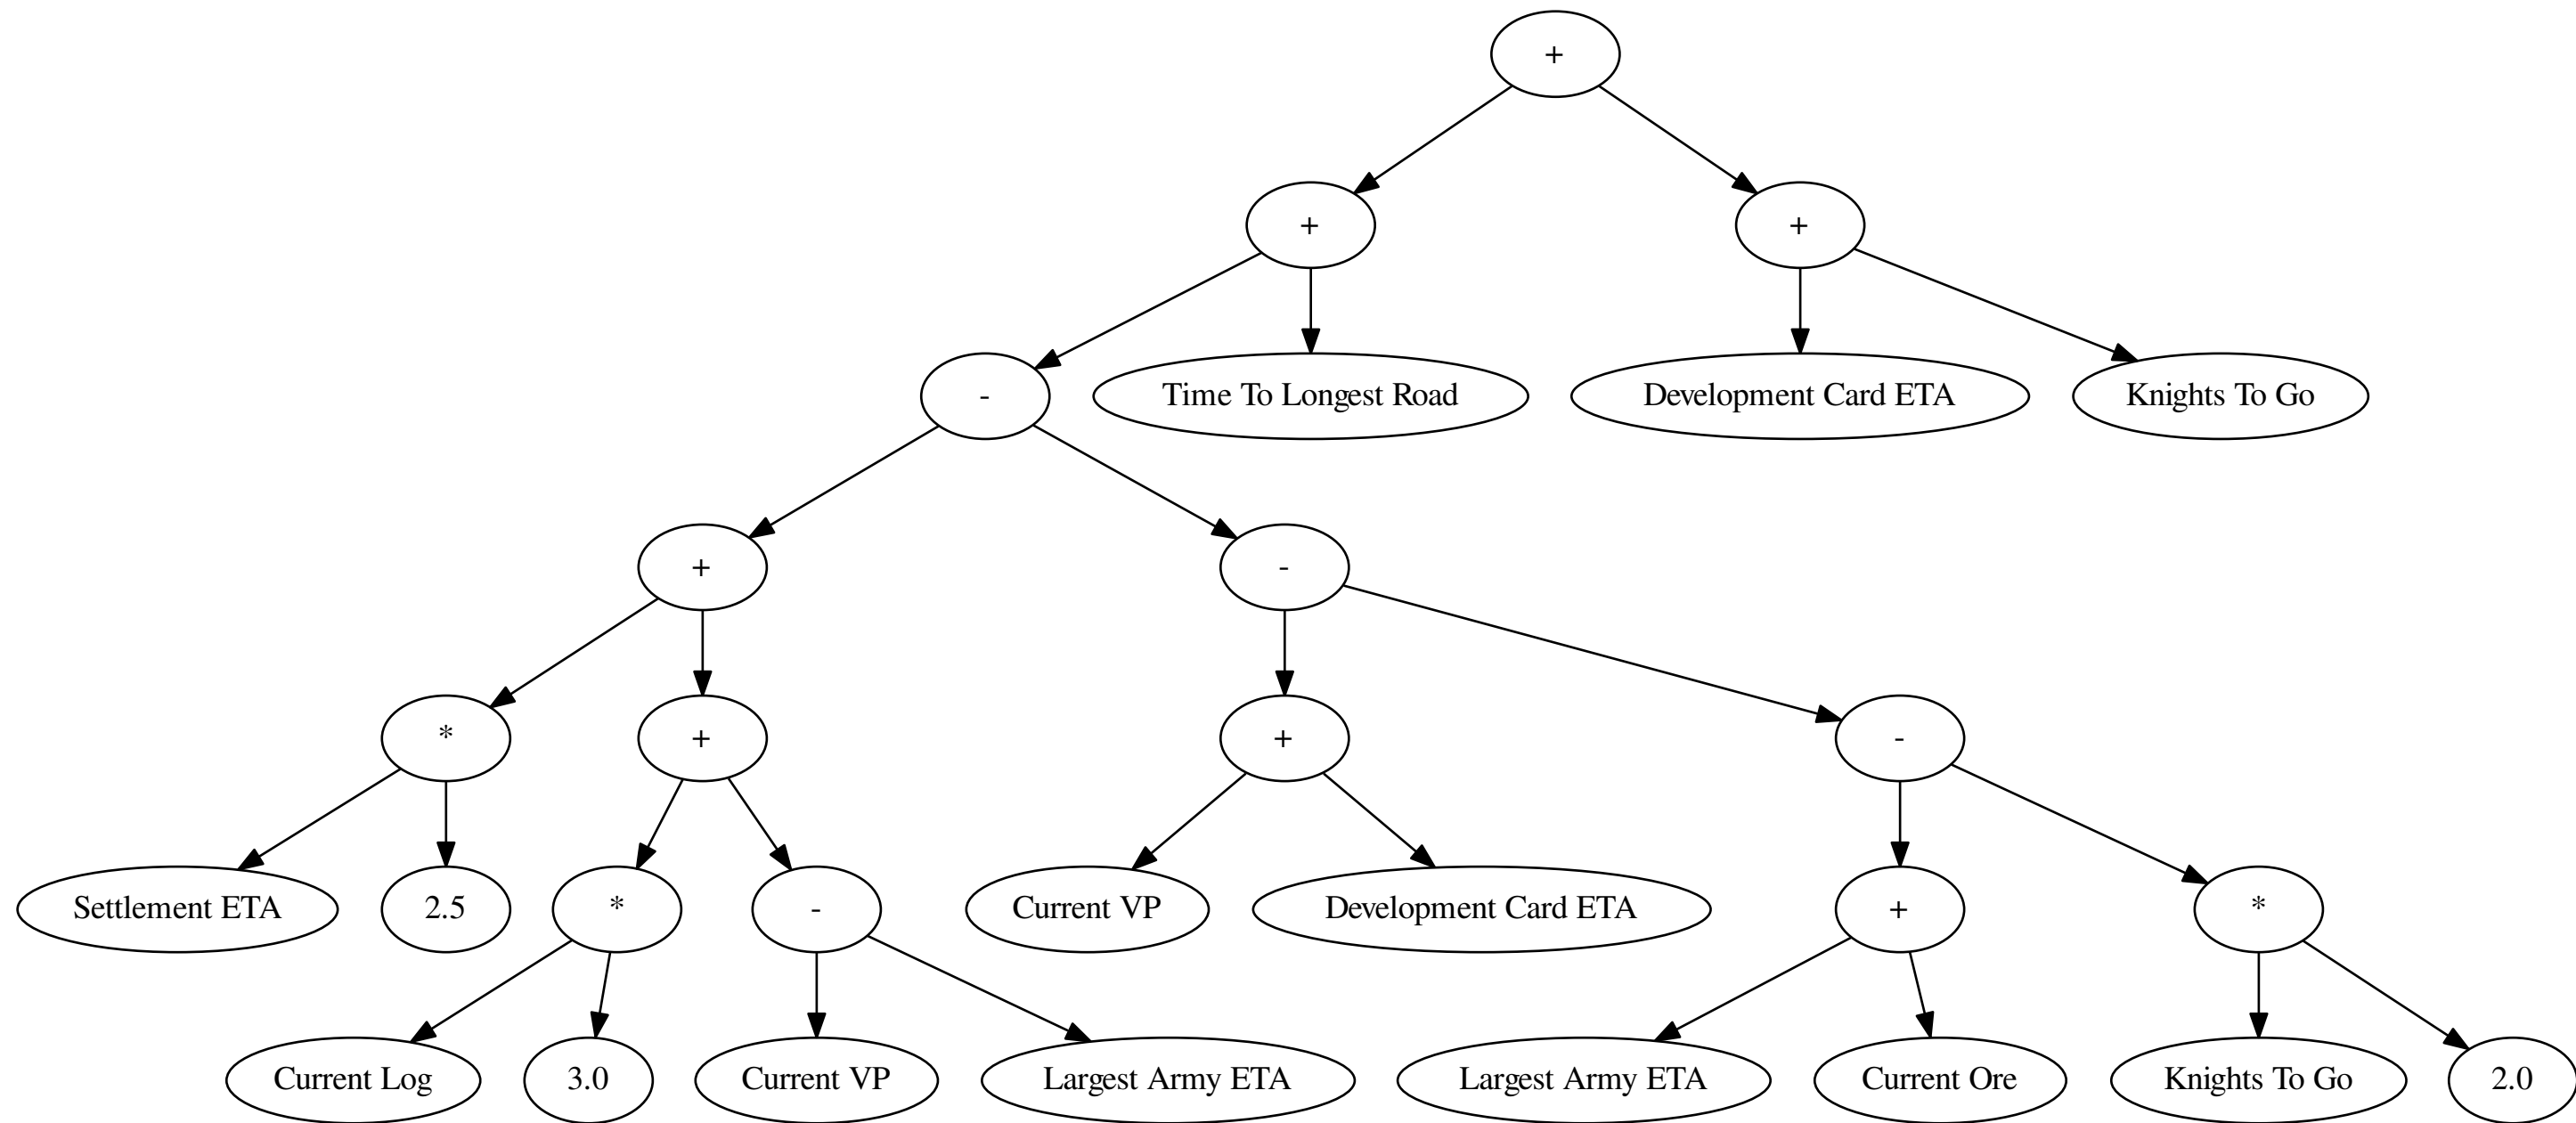 +
+
+
-
Time To Longest Road
Development Card ETA
Knights To Go
+
-
*
+
+
-
Settlement ETA
2.5
*
-
Current VP
Development Card ETA
+
*
Current Log
3.0
Current VP
Largest Army ETA
Largest Army ETA
Current Ore
Knights To Go
2.0